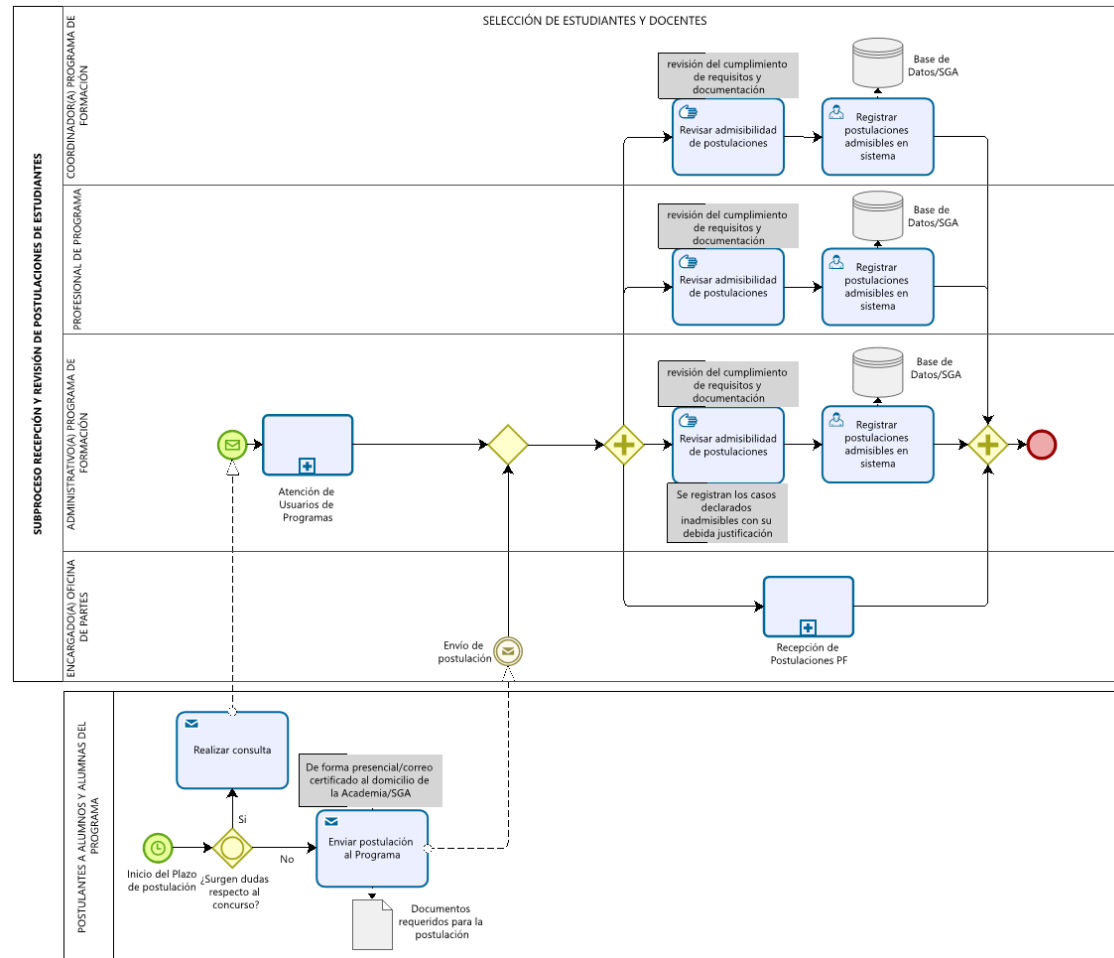 SELECCIÓN DE ESTUDIANTES Y DOCENTES
SUBPROCESO RECEPCIÓN Y REVISIÓN DE POSTULACIONES DE ESTUDIANTES
COORDINADOR(A) PROGRAMA DE
FORMACIÓN
revisión del cumplimiento
de requisitos y
documentación
Revisar admisibilidad
de postulaciones
Registrar
postulaciones
admisibles en
sistema
Base de
Datos/SGA
PROFESIONAL DE PROGRAMA
revisión del cumplimiento
de requisitos y
documentación
Revisar admisibilidad
de postulaciones
Registrar
postulaciones
admisibles en
sistema
Base de
Datos/SGA
ADMINISTRATIVO(A) PROGRAMA DE
FORMACIÓN
Atención de
Usuarios de
Programas
revisión del cumplimiento
de requisitos y
documentación
Revisar admisibilidad
de postulaciones
Se registran los casos
declarados
inadmisibles con su
debida justificación
Registrar
postulaciones
admisibles en
sistema
Base de
Datos/SGA
ENCARGADO(A) OFICINA
DE PARTES
Envío de
postulación
Recepción de
Postulaciones PF
POSTULANTES A ALUMNOS Y ALUMNAS DEL
PROGRAMA
Inicio del Plazo
de postulación
¿Surgen dudas
respecto al
concurso?
Si
No
Realizar consulta
De forma presencial/correo
certificado al domicilio de
la Academia/SGA
Enviar postulación
al Programa
Documentos
requeridos para la
postulación